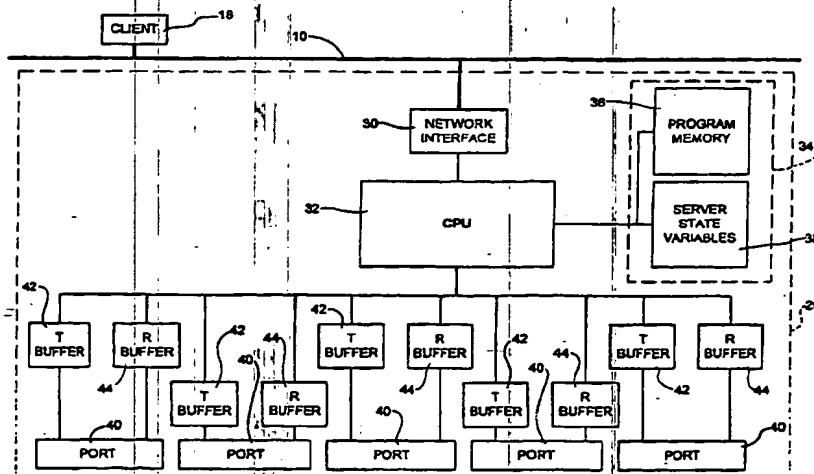 CLIENT
18
10
30
NETWORK
INTERFACE
36
PROGRAM
MEMORY
34
32
CPU
SERVER
STATE
VARIABLES
42
T
BUFFER
R
BUFFER
44
42
T
BUFFER
40
44
R
BUFFER
42
T
BUFFER
R
BUFFER
44
42
T
BUFFER
40
44
R
BUFFER
T
BUFFER
42
R
BUFFER
44
40
PORT
PORT
40
PORT
PORT
40
PORT